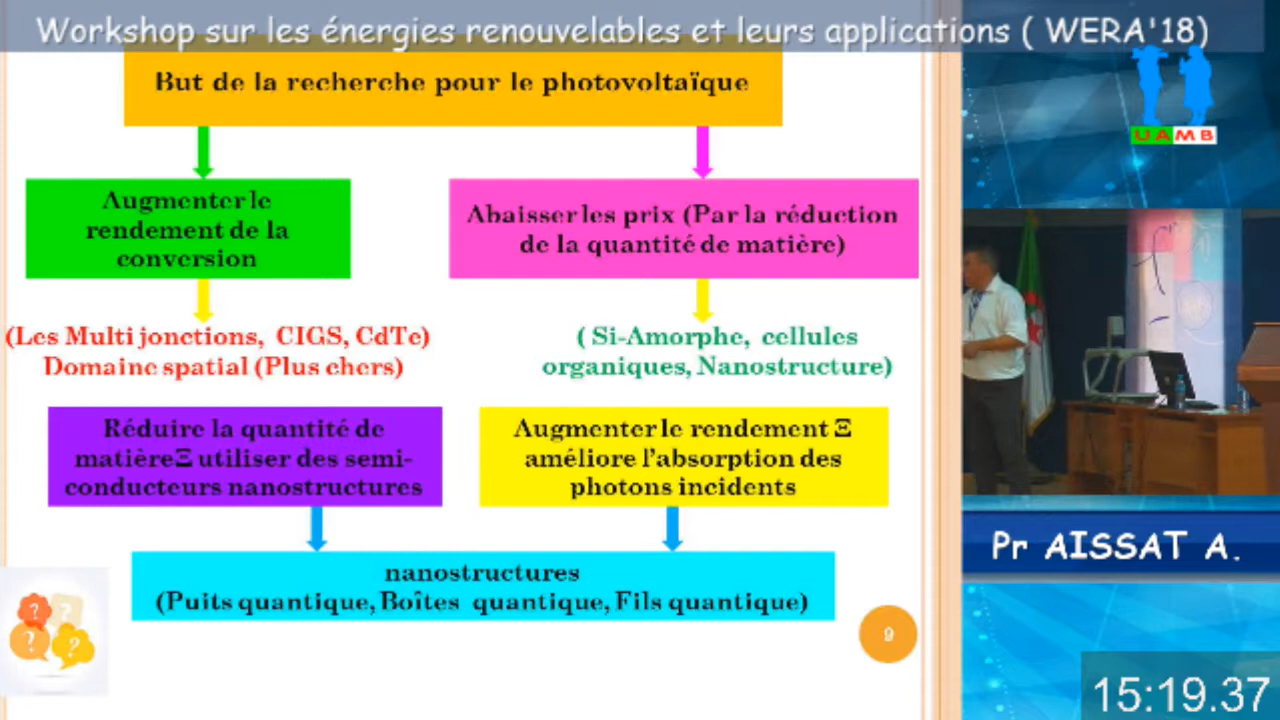 Workshop sur les énergies renouvelables et leurs applications ( WERA'18)
But de la recherche pour le photovoltaïque
Augmenter le
rendement de la
conversion
Abaisser les prix (Par la réduction
de la quantité de matière)
(Les Multi jonctions, CIGS, CdTe)
Domaine spatial (Plus chers)
( Si-Amorphe, cellules
organiques, Nanostructure)
Réduire la quantité de
matièreΞ utiliser des semi-
conducteurs nanostructures
Augmenter le rendement Ξ
améliore l'absorption des
photons incidents
nanostructures
(Puits quantique, Boîtes quantique, Fils quantique)
9
UAMB
Pr AISSAT A.
15:19.37